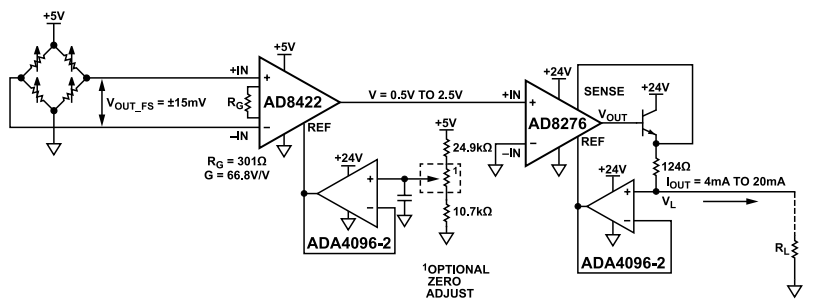 +5V
+5V
+IN
–IN
V_OUT_FS = ±15mV
R_G
AD8422
REF
R_G = 301Ω
G = 66.8V/V
V = 0.5V TO 2.5V
+5V
24.9kΩ
1
10.7kΩ
+24V
+
–
ADA4096-2
¹OPTIONAL
ZERO
ADJUST
+IN
–IN
+24V
SENSE
AD8276
V_OUT
REF
+24V
124Ω
I_OUT = 4mA TO 20mA
V_L
+24V
+
–
ADA4096-2
R_L
+
–
+
–